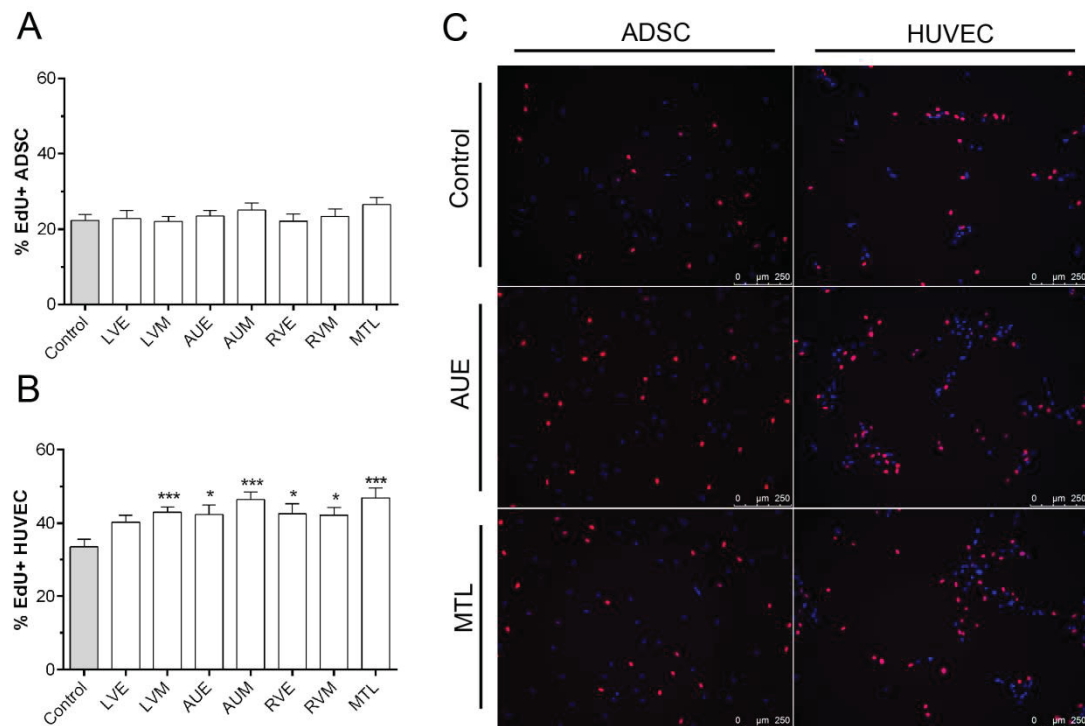 A
% EdU+ ADSC
60
40
20
0
Control
LVE
LVM
AUE
AUM
RVE
RVM
MTL
B
% EdU+ HUVEC
60
40
20
0
***
*
***
*
*
***
Control
LVE
LVM
AUE
AUM
RVE
RVM
MTL
C
ADSC
HUVEC
Control
0 µm 250
0 µm 250
AUE
0 µm 250
0 µm 250
MTL
0 µm 250
0 µm 250